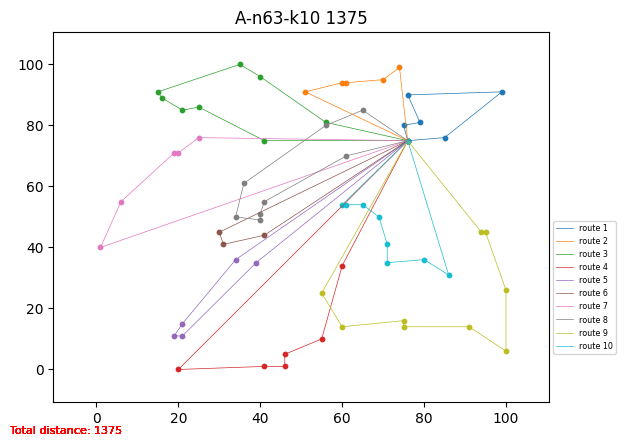 A-n63-k10 1375
100
80
60
40
20
0
0 20 40 60 80 100
route 1
route 2
route 3
route 4
route 5
route 6
route 7
route 8
route 9
route 10
Total distance: 1375